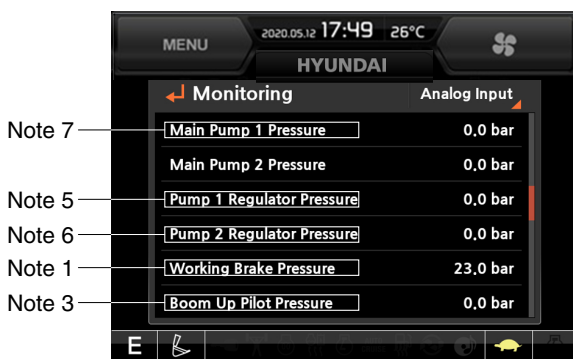 MENU 2020.05.12 17:49 26°C
HYUNDAI
Monitoring Analog Input
Note 7 Main Pump 1 Pressure 0.0 bar
Main Pump 2 Pressure 0.0 bar
Note 5 Pump 1 Regulator Pressure 0.0 bar
Note 6 Pump 2 Regulator Pressure 0.0 bar
Note 1 Working Brake Pressure 23.0 bar
Note 3 Boom Up Pilot Pressure 0.0 bar
E